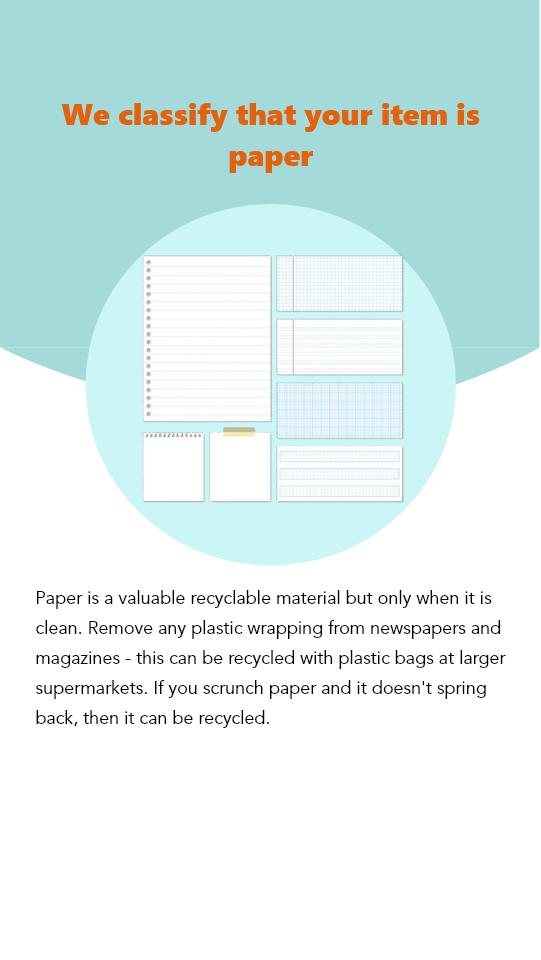 We classify that your item is
paper
Paper is a valuable recyclable material but only when it is
clean. Remove any plastic wrapping from newspapers and
magazines - this can be recycled with plastic bags at larger
supermarkets. If you scrunch paper and it doesn't spring
back, then it can be recycled.